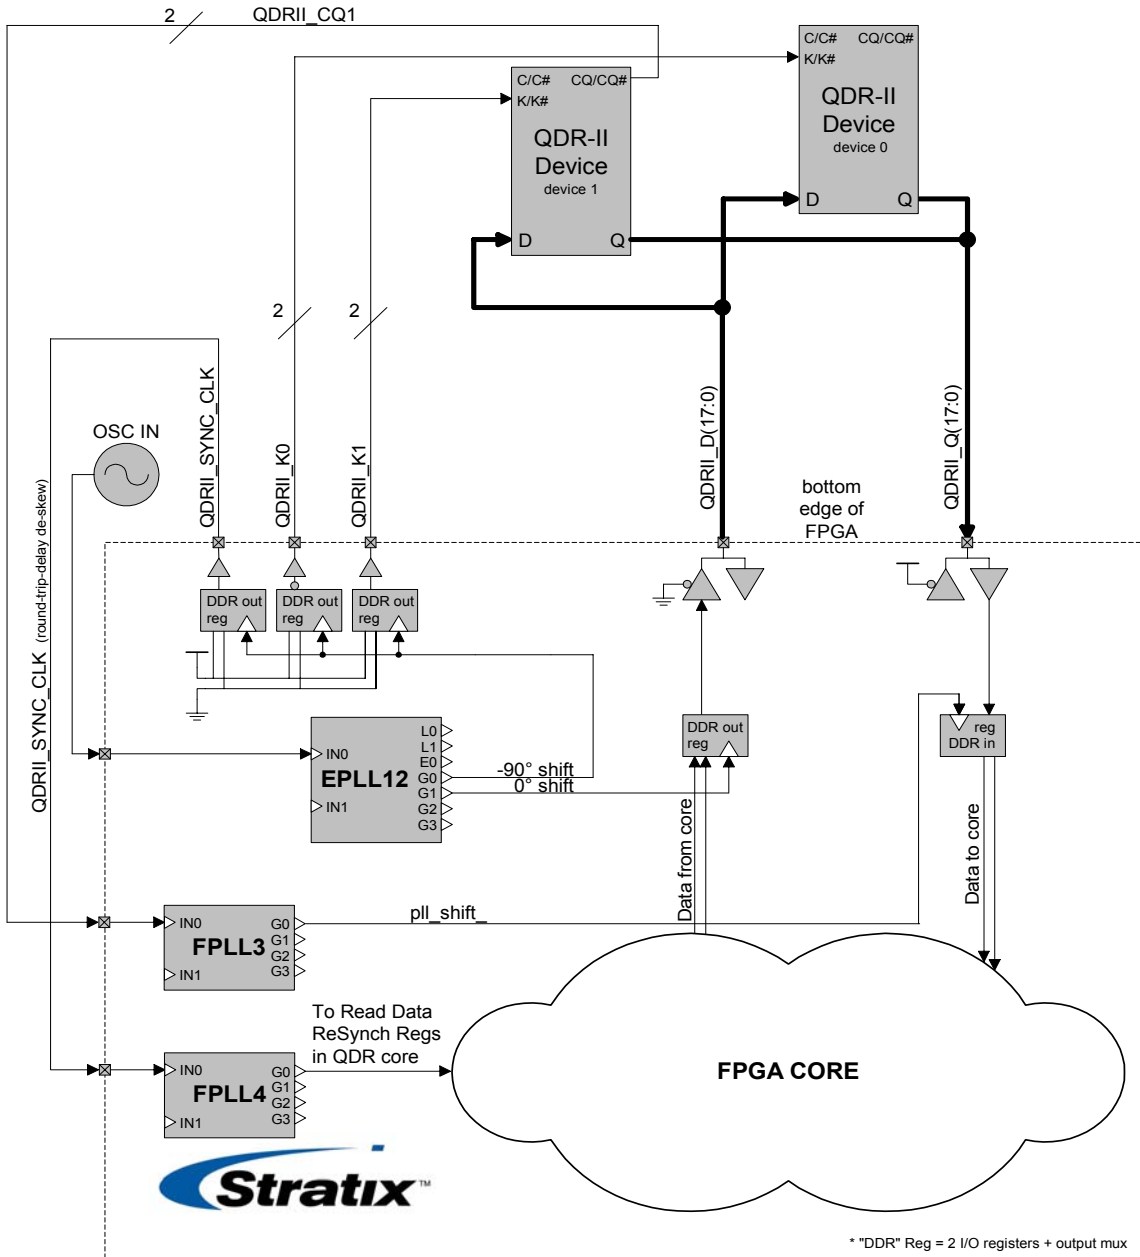 2
QDRII_CQ1
C/C# CQ/CQ#
K/K#
QDR-II
Device
device 0
D Q
C/C# CQ/CQ#
K/K#
QDR-II
Device
device 1
D Q
2
2
OSC IN
QDRII_SYNC_CLK
QDRII_K0
QDRII_K1
QDRII_D(17:0)
QDRII_Q(17:0)
bottom
edge of
FPGA
QDRII_SYNC_CLK (round-trip-delay de-skew)
DDR out
reg
DDR out
reg
DDR out
reg
DDR out
reg
reg
DDR in
IN0
EPLL12
IN1
L0
L1
E0
G0
G1
G2
G3
-90° shift
0° shift
Data from core
Data to core
IN0
FPLL3
IN1
G0
G1
G2
G3
pll_shift_
IN0
FPLL4
IN1
G0
G1
G2
G3
To Read Data
ReSynch Regs
in QDR core
FPGA CORE
Stratix™
* "DDR" Reg = 2 I/O registers + output mux